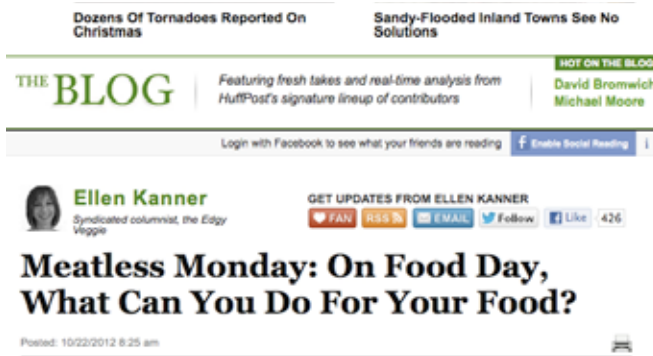 Dozens Of Tornadoes Reported On
Christmas
Sandy-Flooded Inland Towns See No
Solutions
THE BLOG
Featuring fresh takes and real-time analysis from
HuffPost's signature lineup of contributors
HOT ON THE BLOG
David Bromwich
Michael Moore
Login with Facebook to see what your friends are reading
Enable Social Reading
i
Ellen Kanner
Syndicated columnist, the Edgy
Veggie
GET UPDATES FROM ELLEN KANNER
FAN RSS EMAIL Follow Like 426
Meatless Monday: On Food Day,
What Can You Do For Your Food?
Posted: 10/22/2012 8:25 am